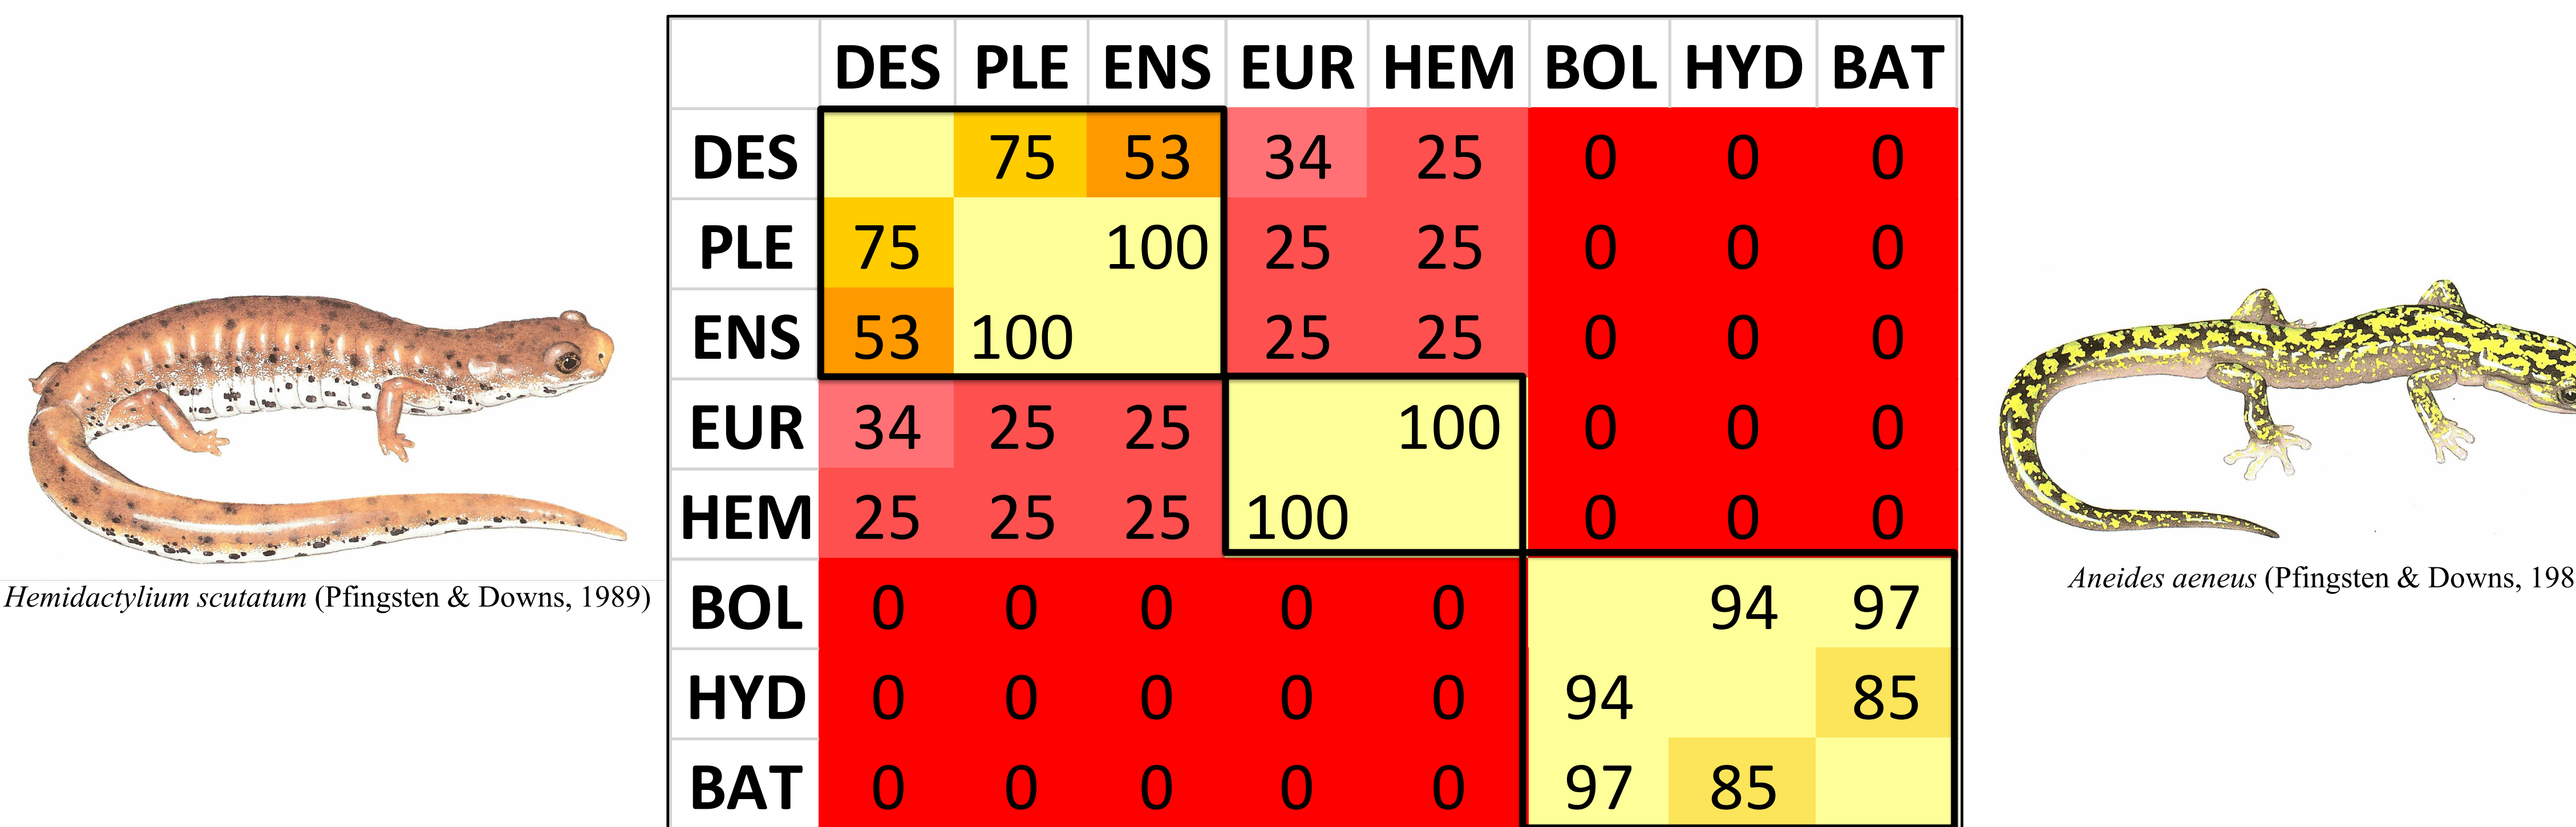 DES PLE ENS EUR HEM BOL HYD BAT
DES 75 53 34 25 0 0 0
PLE 75 100 25 25 0 0 0
ENS 53 100 25 25 0 0 0
EUR 34 25 25 100 0 0 0
HEM 25 25 25 100 0 0 0
BOL 0 0 0 0 0 94 97
HYD 0 0 0 0 0 94 85
BAT 0 0 0 0 0 97 85
Hemidactylium scutatum (Pfingsten & Downs, 1989)
Aneides aeneus (Pfingsten & Downs, 198